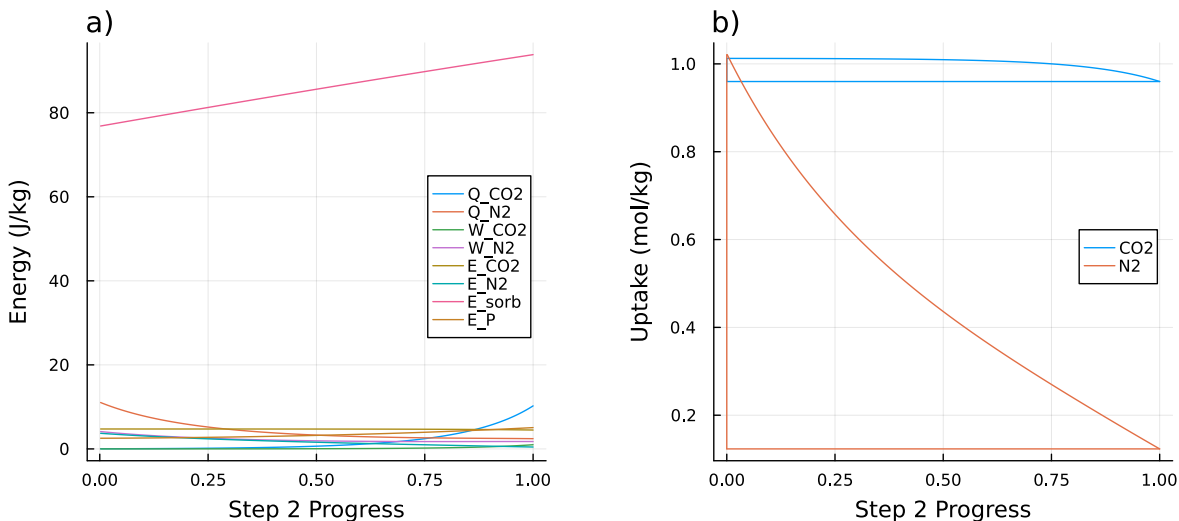 a)
Energy (J/kg)
80
60
40
20
0
0.00 0.25 0.50 0.75 1.00
Step 2 Progress
Q_CO2
Q_N2
W_CO2
W_N2
E_CO2
E_N2
E_sorb
E_P
b)
Uptake (mol/kg)
1.0
0.8
0.6
0.4
0.2
0.00 0.25 0.50 0.75 1.00
Step 2 Progress
CO2
N2